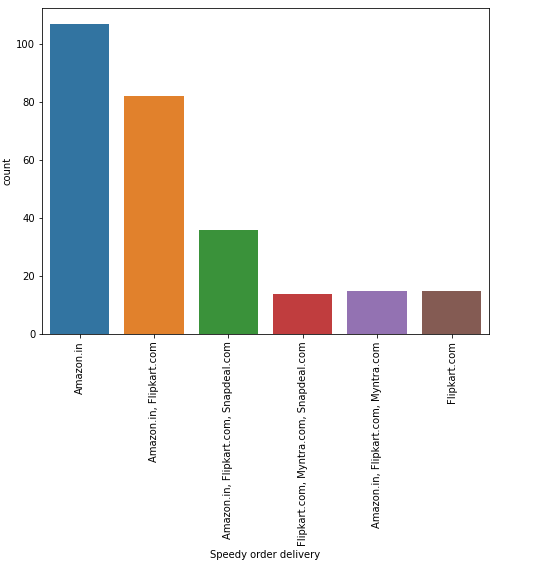 100
80
60
40
20
0
count
Amazon.in
Amazon.in, Flipkart.com
Amazon.in, Flipkart.com, Snapdeal.com
Flipkart.com, Myntra.com, Snapdeal.com
Amazon.in, Flipkart.com, Myntra.com
Flipkart.com
Speedy order delivery